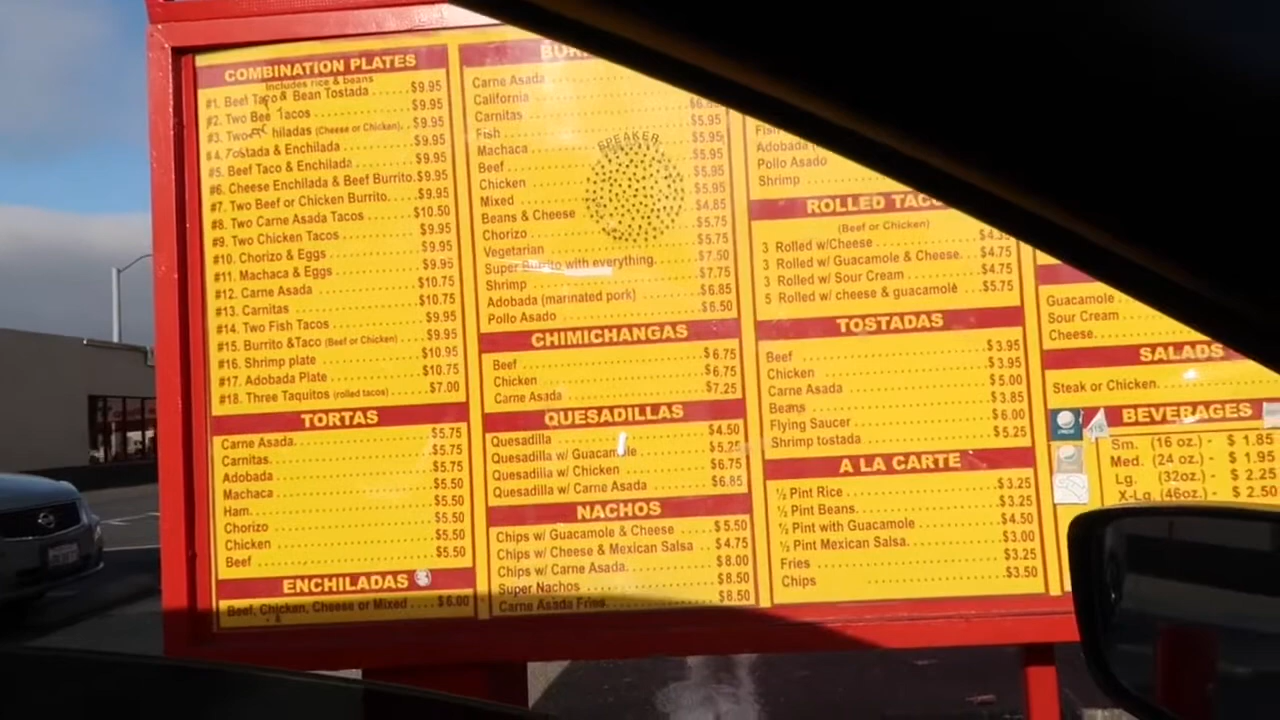 COMBINATION PLATES
Includes rice & beans
#1. Beef Taco & Bean Tostada ........ $9.95
#2. Two Beef Tacos ........ $9.95
#3. Two hiladas (Cheese or Chicken). . $9.95
#4. Tostada & Enchilada ........ $9.95
#5. Beef Taco & Enchilada ........ $9.95
#6. Cheese Enchilada & Beef Burrito. $9.95
#7. Two Beef or Chicken Burrito. ..... $9.95
#8. Two Carne Asada Tacos ..... $10.50
#9. Two Chicken Tacos ........ $9.95
#10. Chorizo & Eggs ........ $9.95
#11. Machaca & Eggs ........ $9.95
#12. Carne Asada ........ $10.75
#13. Carnitas ........ $10.75
#14. Two Fish Tacos ........ $9.95
#15. Burrito &Taco (Beef or Chicken) .... $9.95
#16. Shrimp plate ........ $10.95
#17. Adobada Plate ........ $10.75
#18. Three Taquitos (rolled tacos) ..... $7.00
TORTAS
Carne Asada. ........ $5.75
Carnitas. ........ $5.75
Adobada ........ $5.75
Machaca ........ $5.50
Ham. ........ $5.50
Chorizo ........ $5.50
Chicken ........ $5.50
Beef ........ $5.50
ENCHILADAS
Beef, Chicken, Cheese or Mixed .... $6.00
Carne Asada
California
Carnitas ........
Fish ........ $5.95
Machaca ........ $5.95
Beef ........ $5.95
Chicken ........ $5.95
Mixed ........ $5.95
Beans & Cheese $4.85
Chorizo ........ $5.75
Vegetarian ........ $5.75
Super Burrito with everything. $7.50
Shrimp ........ $7.75
Adobada (marinated pork) ........ $6.85
Pollo Asado ........ $6.50
SPEAKER
CHIMICHANGAS
Beef ........ $6.75
Chicken ........ $6.75
Carne Asada ........ $7.25
QUESADILLAS
Quesadilla ........ $4.50
Quesadilla w/ Guacamole ........ $5.25
Quesadilla w/ Chicken ........ $6.75
Quesadilla w/ Carne Asada ........ $6.85
NACHOS
Chips w/ Guacamole & Cheese .... $5.50
Chips w/ Cheese & Mexican Salsa .. $4.75
Chips w/ Carne Asada. ........ $8.00
Super Nachos ........ $8.50
Carne Asada Fries. ........ $8.50
Fish
Adobada
Pollo Asado
Shrimp
ROLLED
(Beef or Chicken)
3 Rolled w/Cheese ........ $4.35
3 Rolled w/ Guacamole & Cheese. ... $4.75
3 Rolled w/ Sour Cream ........ $4.75
5 Rolled w/ cheese & guacamole ... $5.75
TOSTADAS
Beef ........ $3.95
Chicken ........ $3.95
Carne Asada ........ $5.00
Beans ........ $3.85
Flying Saucer ........ $6.00
Shrimp tostada ........ $5.25
A LA CARTE
½ Pint Rice ........ $3.25
½ Pint Beans. ........ $3.25
½ Pint with Guacamole ........ $4.50
½ Pint Mexican Salsa. ........ $3.00
Fries ........ $3.25
Chips ........ $3.50
Guacamole ...
Sour Cream ...
Cheese. ........
SALADS
Steak or Chicken. ........
BEVERAGES
Sm. (16 oz.) - $ 1.85
Med. (24 oz.) - $ 1.95
Lg. (32oz.) - $ 2.25
X-Lg. (46oz.) - $ 2.50